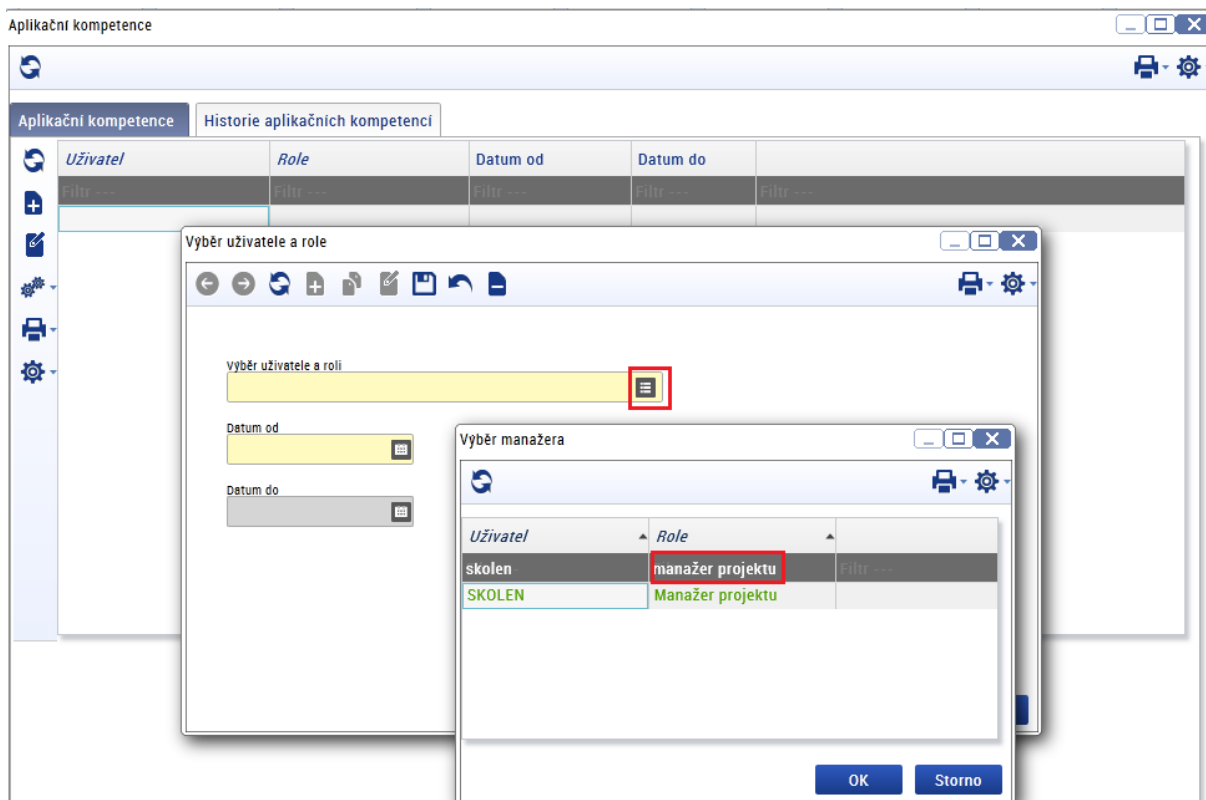 Aplikační kompetence
Aplikační kompetence Historie aplikačních kompetencí
Uživatel Role Datum od Datum do
Filtr --- Filtr --- Filtr --- Filtr --- Filtr ---
Výběr uživatele a role
Výběr uživatele a roli
Datum od
Datum do
Výběr manažera
Uživatel Role
skolen manažer projektu Filtr ---
SKOLEN Manažer projektu
OK Storno